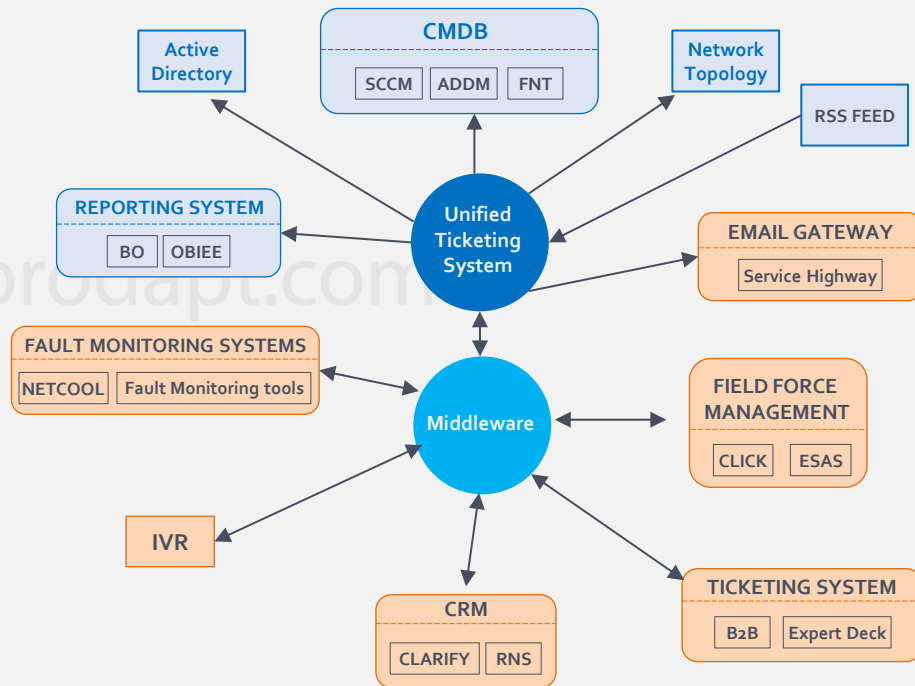 CMDB
SCCM
ADDM
FNT
Active
Directory
Network
Topology
RSS FEED
REPORTING SYSTEM
BO
OBIEE
Unified
Ticketing
System
EMAIL GATEWAY
Service Highway
prodapt.com
FAULT MONITORING SYSTEMS
NETCOOL
Fault Monitoring tools
Middleware
FIELD FORCE
MANAGEMENT
CLICK
ESAS
IVR
CRM
CLARIFY
RNS
TICKETING SYSTEM
B2B
Expert Deck